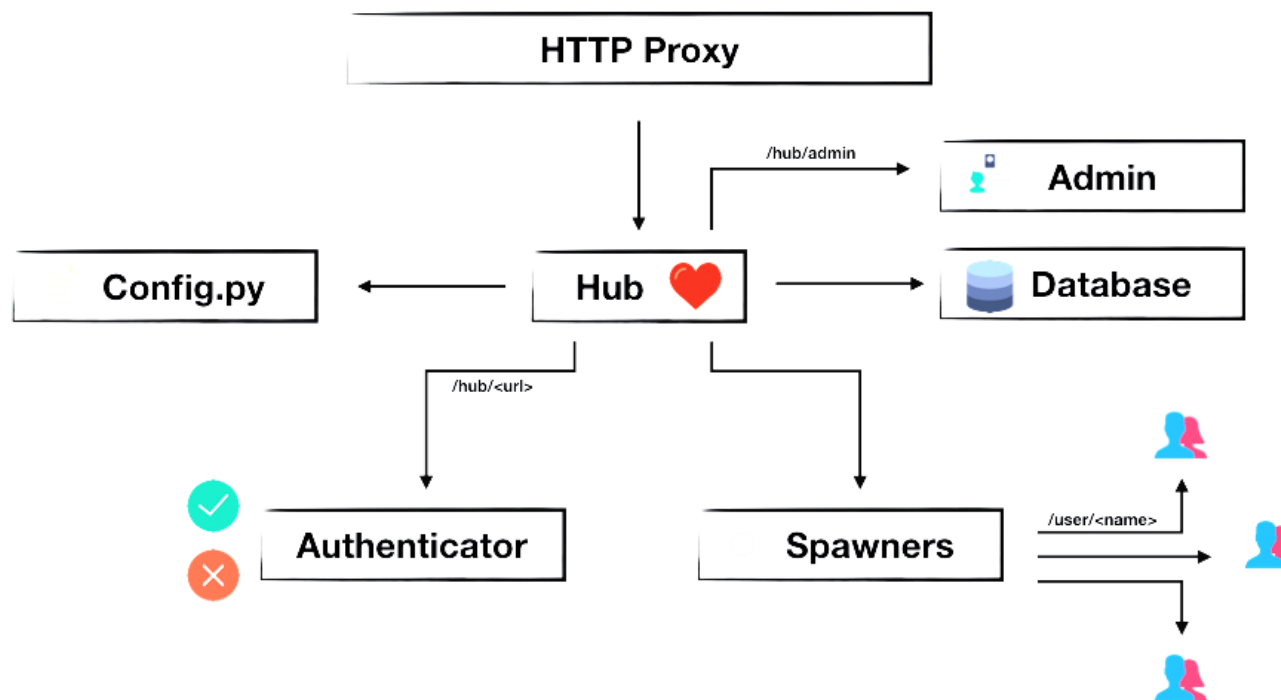 HTTP Proxy
/hub/admin
Admin
Config.py
Hub
Database
/hub/<url>
/user/<name>
Authenticator
Spawners